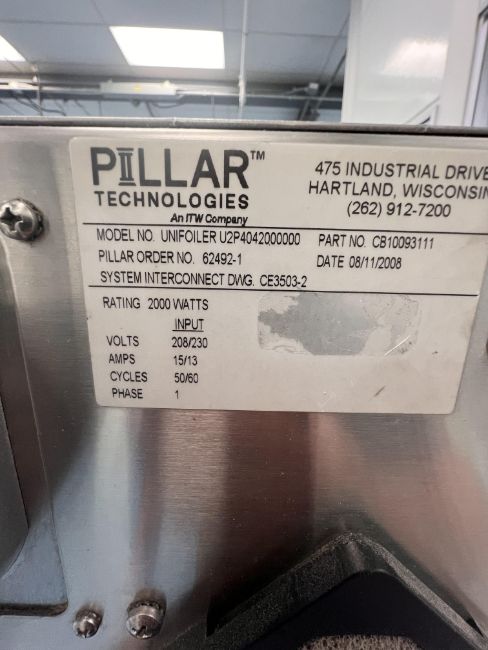 PILLAR™
TECHNOLOGIES
An ITW Company
475 INDUSTRIAL DRIVE
HARTLAND, WISCONSIN
(262) 912-7200
MODEL NO. UNIFOILER U2P4042000000 PART NO. CB10093111
PILLAR ORDER NO. 62492-1 DATE 08/11/2008
SYSTEM INTERCONNECT DWG. CE3503-2
RATING 2000 WATTS
INPUT
VOLTS 208/230
AMPS 15/13
CYCLES 50/60
PHASE 1